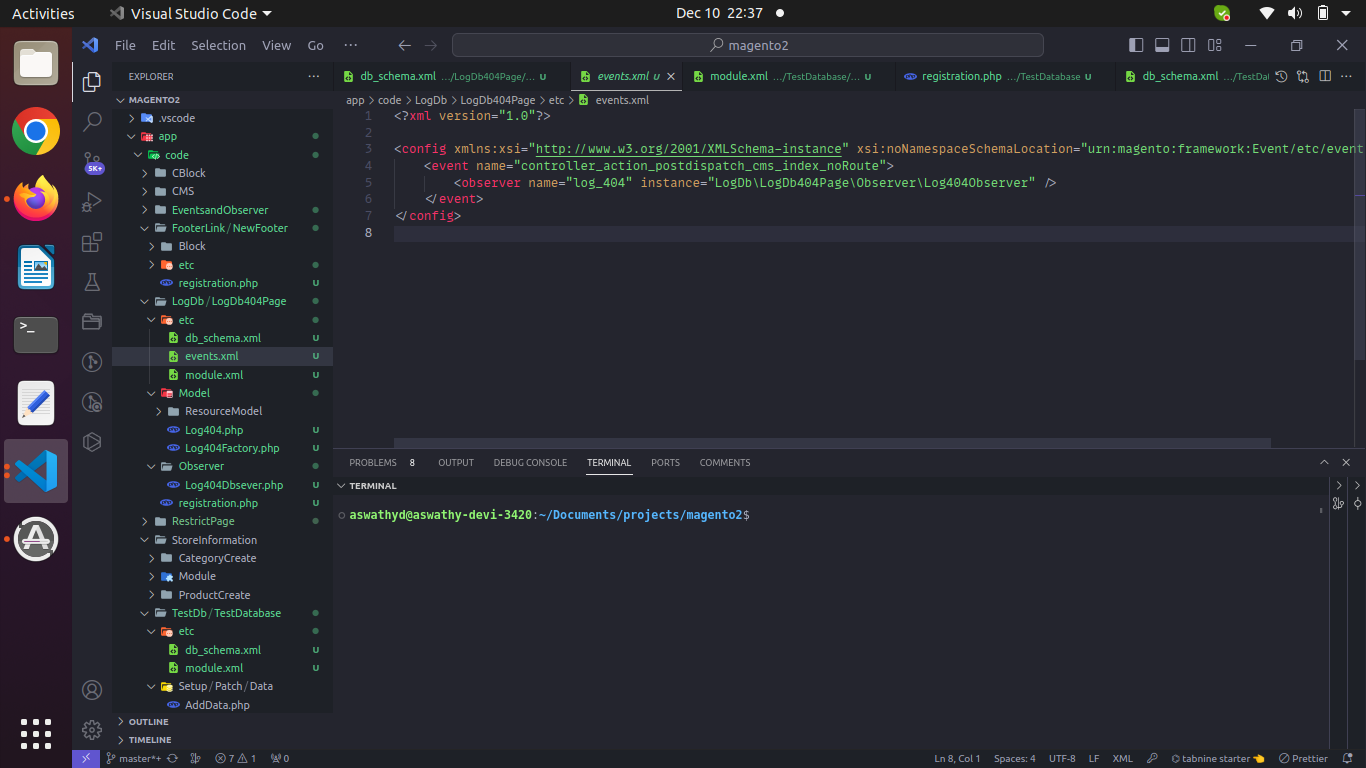 Activities
Visual Studio Code
Dec 10 22:37
File Edit Selection View Go ···
magento2
EXPLORER
db_schema.xml .../LogDb404Page/... U
events.xml U
module.xml .../TestDatabase/... U
registration.php .../TestDatabase U
db_schema.xml .../TestDat
MAGENTO2
app > code > LogDb > LogDb404Page > etc > events.xml
.vscode
app
code
CBlock
CMS
EventsandObserver
FooterLink / NewFooter
Block
etc
registration.php U
LogDb / LogDb404Page
etc
db_schema.xml U
events.xml U
module.xml U
Model
ResourceModel
Log404.php U
Log404Factory.php U
Observer
Log404Dbsever.php U
registration.php U
RestrictPage
StoreInformation
CategoryCreate
Module
ProductCreate
TestDb / TestDatabase
etc
db_schema.xml U
module.xml U
Setup / Patch / Data
AddData.php
OUTLINE
TIMELINE
5K+
1 <?xml version="1.0"?>
2
3 <config xmlns:xsi="http://www.w3.org/2001/XMLSchema-instance" xsi:noNamespaceSchemaLocation="urn:magento:framework:Event/etc/event
4 <event name="controller_action_postdispatch_cms_index_noRoute">
5 <observer name="log_404" instance="LogDb\LogDb404Page\Observer\Log404Observer" />
6 </event>
7 </config>
8
PROBLEMS 8 OUTPUT DEBUG CONSOLE TERMINAL PORTS COMMENTS
TERMINAL
aswathyd@aswathy-devi-3420:~/Documents/projects/magento2$
master*+ 7 1 0
Ln 8, Col 1 Spaces: 4 UTF-8 LF XML tabnine starter Prettier